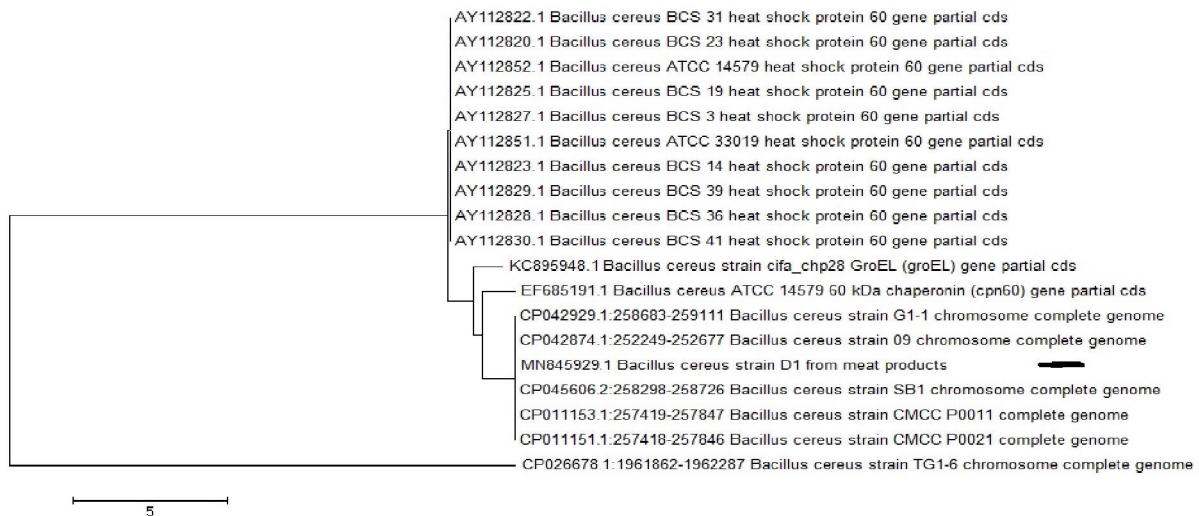 AY112822.1 Bacillus cereus BCS 31 heat shock protein 60 gene partial cds
AY112820.1 Bacillus cereus BCS 23 heat shock protein 60 gene partial cds
AY112852.1 Bacillus cereus ATCC 14579 heat shock protein 60 gene partial cds
AY112825.1 Bacillus cereus BCS 19 heat shock protein 60 gene partial cds
AY112827.1 Bacillus cereus BCS 3 heat shock protein 60 gene partial cds
AY112851.1 Bacillus cereus ATCC 33019 heat shock protein 60 gene partial cds
AY112823.1 Bacillus cereus BCS 14 heat shock protein 60 gene partial cds
AY112829.1 Bacillus cereus BCS 39 heat shock protein 60 gene partial cds
AY112828.1 Bacillus cereus BCS 36 heat shock protein 60 gene partial cds
AY112830.1 Bacillus cereus BCS 41 heat shock protein 60 gene partial cds
KC895948.1 Bacillus cereus strain cifa_chp28 GroEL (groEL) gene partial cds
EF685191.1 Bacillus cereus ATCC 14579 60 kDa chaperonin (cpn60) gene partial cds
CP042929.1:258683-259111 Bacillus cereus strain G1-1 chromosome complete genome
CP042874.1:252249-252677 Bacillus cereus strain 09 chromosome complete genome
MN845929.1 Bacillus cereus strain D1 from meat products
CP045606.2:258298-258726 Bacillus cereus strain SB1 chromosome complete genome
CP011153.1:257419-257847 Bacillus cereus strain CMCC P0011 complete genome
CP011151.1:257418-257846 Bacillus cereus strain CMCC P0021 complete genome
CP026678.1:1961862-1962287 Bacillus cereus strain TG1-6 chromosome complete genome
5